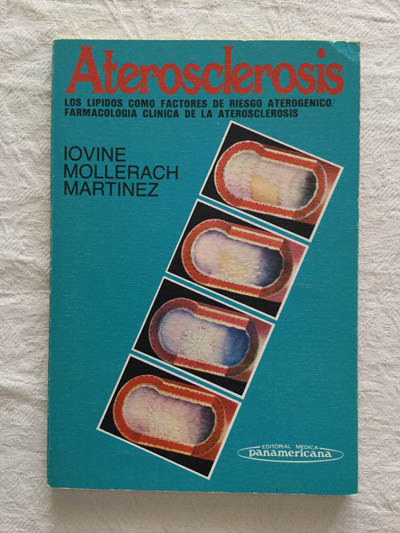 Aterosclerosis
LOS LIPIDOS COMO FACTORES DE RIESGO ATEROGENICO/
FARMACOLOGIA CLINICA DE LA ATEROSCLEROSIS
IOVINE
MOLLERACH
MARTINEZ
EDITORIAL MEDICA
panamericana